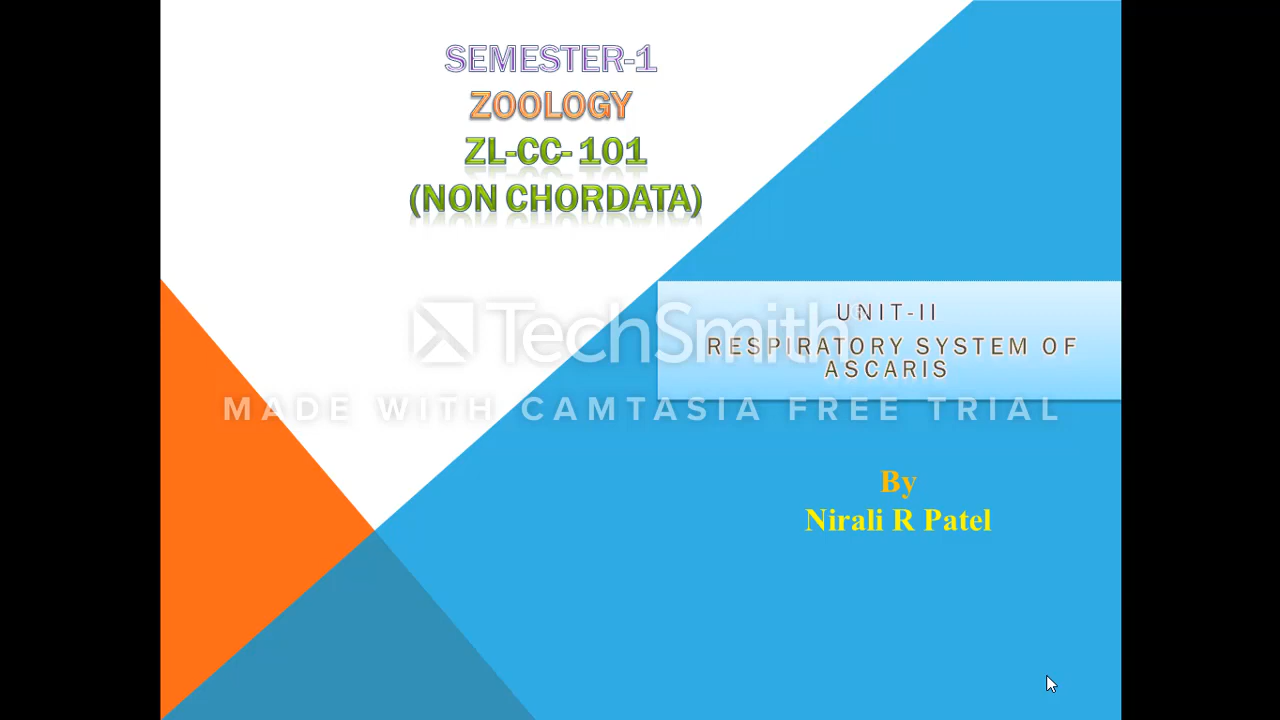 SEMESTER-1
ZOOLOGY
ZL-CC- 101
(NON CHORDATA)
UNIT-II
RESPIRATORY SYSTEM OF
ASCARIS
TechSmith
MADE WITH CAMTASIA FREE TRIAL
By
Nirali R Patel